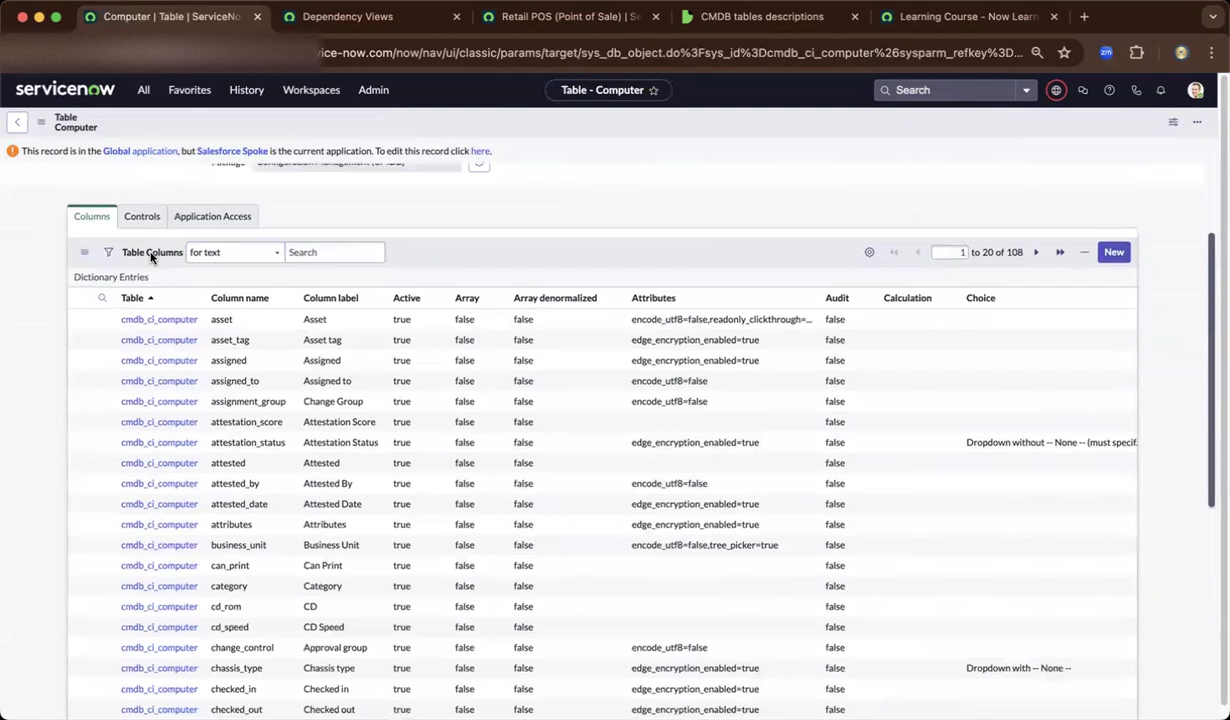 Computer | Table | ServiceNo
Dependency Views
Retail POS (Point of Sale) | Se
CMDB tables descriptions
Learning Course - Now Learn
vice-now.com/now/nav/ui/classic/params/target/sys_db_object.do%3Fsys_id%3Dcmdb_ci_computer%26sysparm_refkey%3D...
servicenow All Favorites History Workspaces Admin Table - Computer Search
Table
Computer
This record is in the Global application, but Salesforce Spoke is the current application. To edit this record click here.
Columns Controls Application Access
Table Columns for text Search 1 to 20 of 108 New
Dictionary Entries
Table Column name Column label Active Array Array denormalized Attributes Audit Calculation Choice
cmdb_ci_computer asset Asset true false false encode_utf8=false,readonly_clickthrough=... false
cmdb_ci_computer asset_tag Asset tag true false false edge_encryption_enabled=true false
cmdb_ci_computer assigned Assigned true false false edge_encryption_enabled=true false
cmdb_ci_computer assigned_to Assigned to true false false encode_utf8=false false
cmdb_ci_computer assignment_group Change Group true false false encode_utf8=false false
cmdb_ci_computer attestation_score Attestation Score true false false false
cmdb_ci_computer attestation_status Attestation Status true false false edge_encryption_enabled=true false Dropdown without -- None -- (must specif.
cmdb_ci_computer attested Attested true false false false
cmdb_ci_computer attested_by Attested By true false false encode_utf8=false false
cmdb_ci_computer attested_date Attested Date true false false edge_encryption_enabled=true false
cmdb_ci_computer attributes Attributes true false false edge_encryption_enabled=true false
cmdb_ci_computer business_unit Business Unit true false false encode_utf8=false,tree_picker=true false
cmdb_ci_computer can_print Can Print true false false false
cmdb_ci_computer category Category true false false false
cmdb_ci_computer cd_rom CD true false false false
cmdb_ci_computer cd_speed CD Speed true false false false
cmdb_ci_computer change_control Approval group true false false encode_utf8=false false
cmdb_ci_computer chassis_type Chassis type true false false edge_encryption_enabled=true false Dropdown with -- None --
cmdb_ci_computer checked_in Checked in true false false edge_encryption_enabled=true false
cmdb_ci_computer checked_out Checked out true false false edge_encryption_enabled=true false